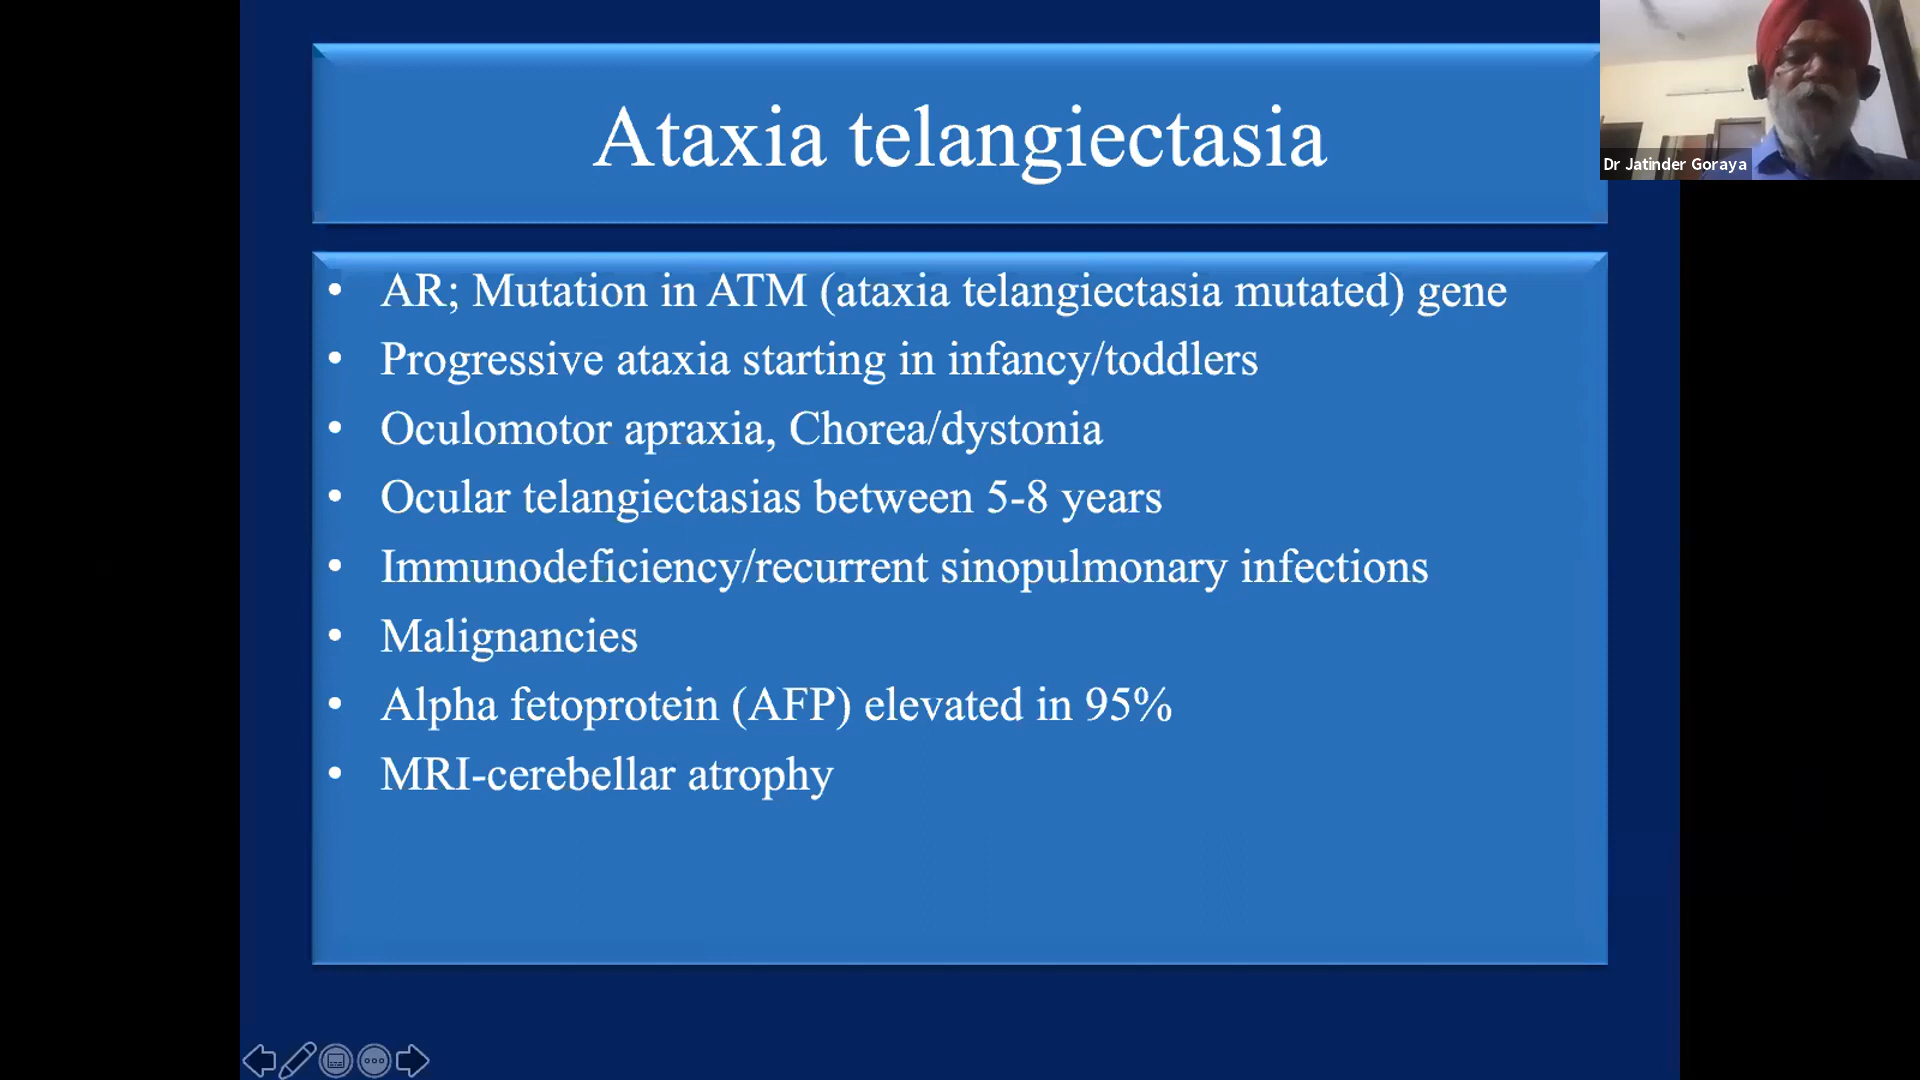 Ataxia telangiectasia
Dr Jatinder Goraya
• AR; Mutation in ATM (ataxia telangiectasia mutated) gene
• Progressive ataxia starting in infancy/toddlers
• Oculomotor apraxia, Chorea/dystonia
• Ocular telangiectasias between 5-8 years
• Immunodeficiency/recurrent sinopulmonary infections
• Malignancies
• Alpha fetoprotein (AFP) elevated in 95%
• MRI-cerebellar atrophy